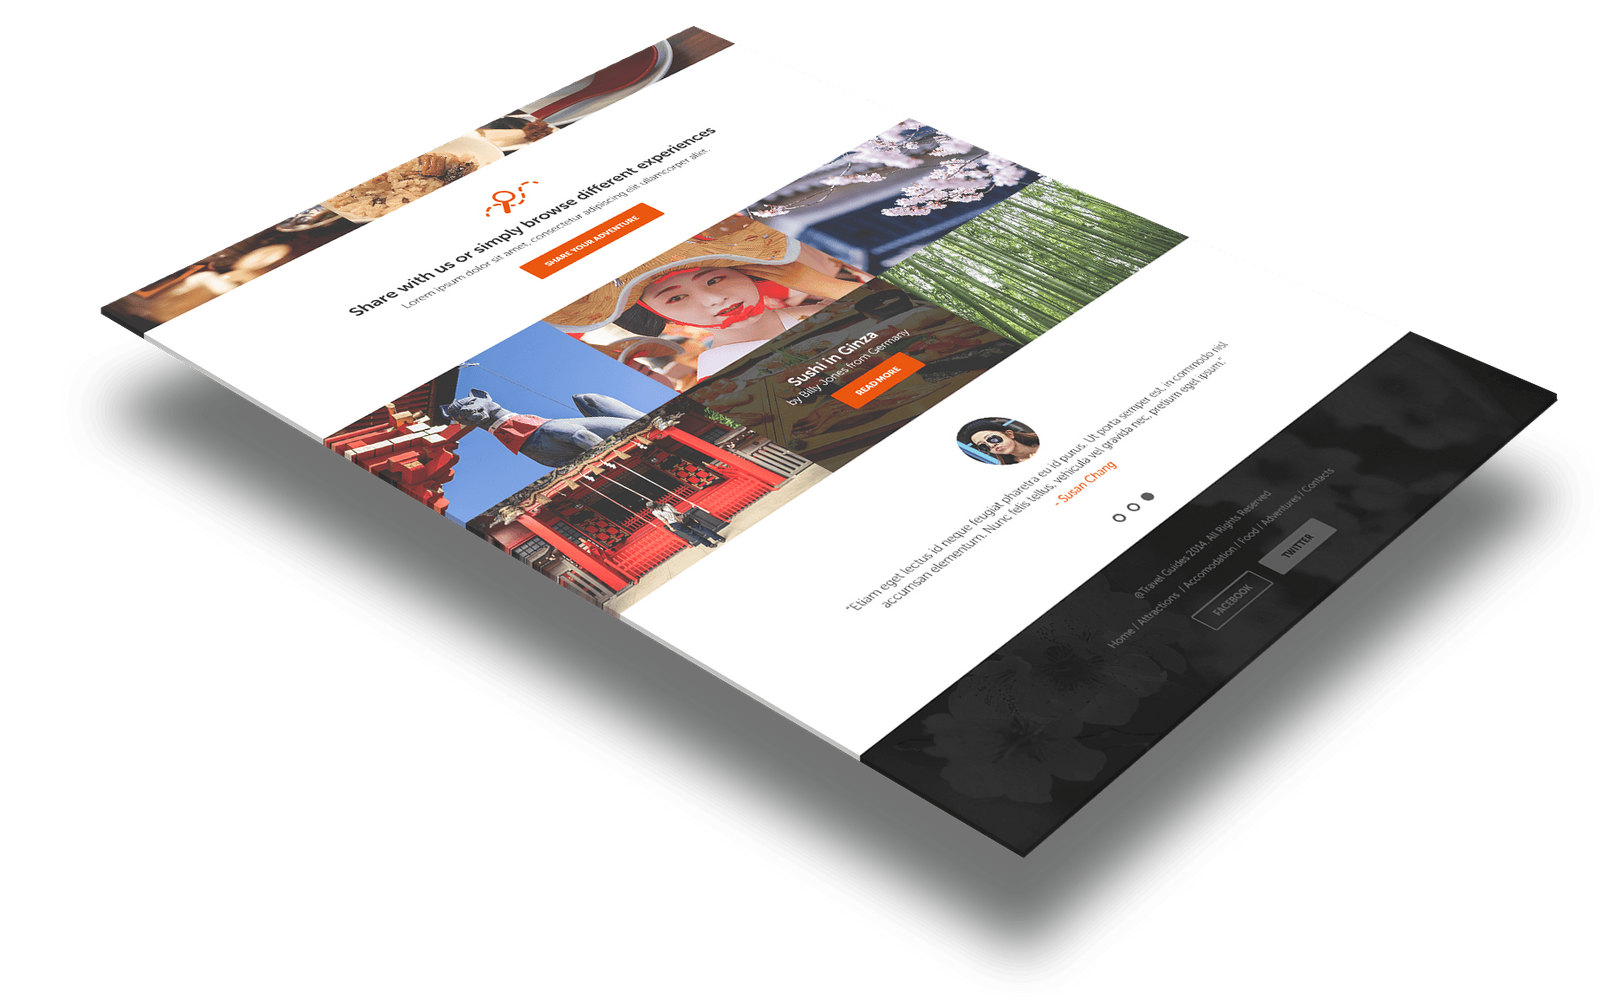 Share with us or simply browse different experiences
Lorem ipsum dolor sit amet, consectetur adipiscing elit ullamcorper aliet.
SHARE YOUR ADVENTURE
Sushi in Ginza
by Billy Jones from Germany
READ MORE
"Etiam eget lectus id neque feugiat pharetra eu id purus. Ut porta semper est, in commodo nisl
accumsan elementum. Nunc felis tellus, vehicula vel gravida nec, pretium eget ipsum."
- Susan Chang
@Travel Guides 2014. All Rights Reserved
Home / Attractions / Accomodation / Food / Adventures / Contacts
FACEBOOK
TWITTER